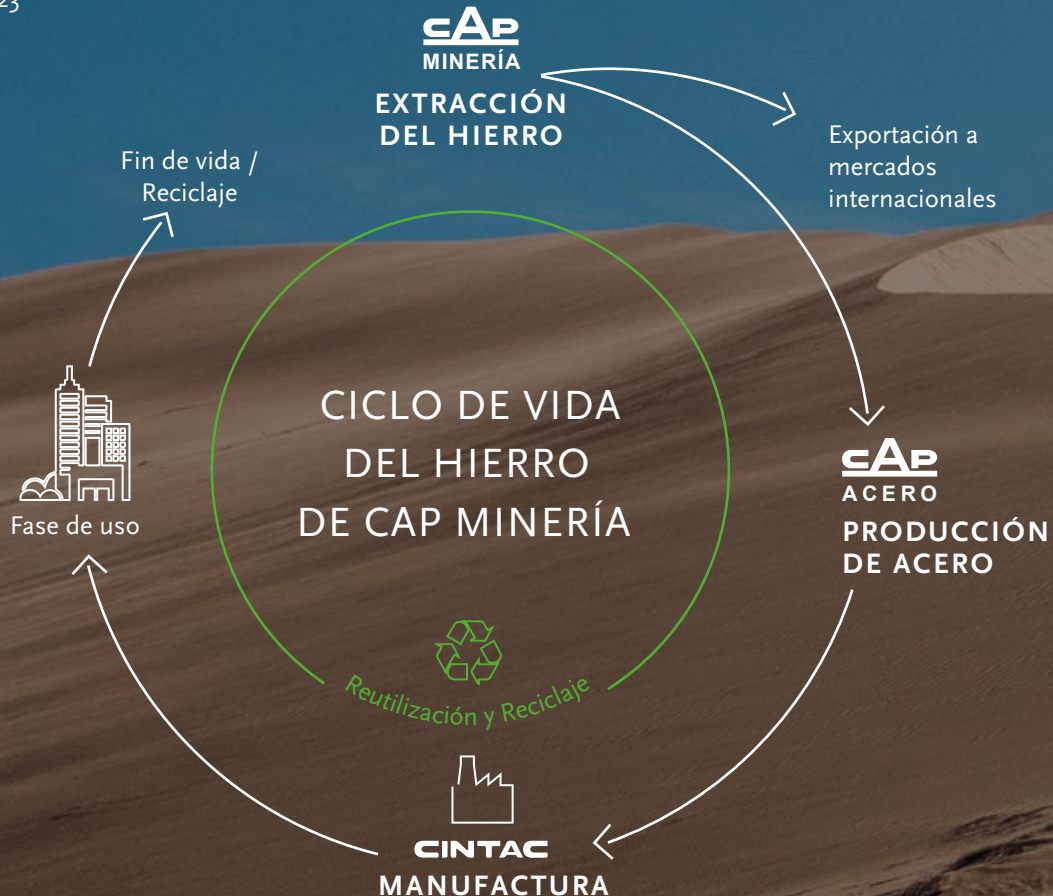 23
CAP
MINERÍA
EXTRACCIÓN
DEL HIERRO
Exportación a
mercados
internacionales
Fin de vida /
Reciclaje
CICLO DE VIDA
DEL HIERRO
DE CAP MINERÍA
CAP
ACERO
PRODUCCIÓN
DE ACERO
Fase de uso
Reutilización y Reciclaje
CINTAC
MANUFACTURA